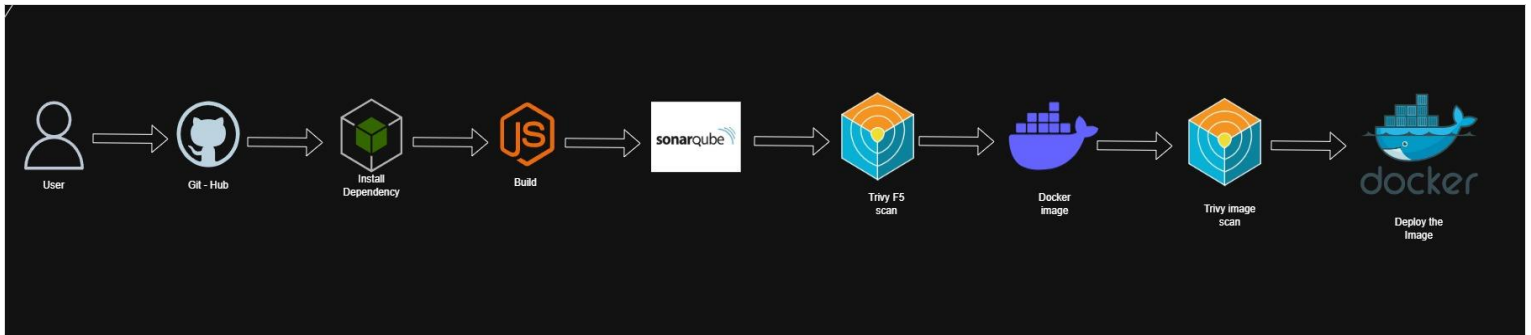 User
Git - Hub
Install
Dependency
JS
Build
sonarqube
Trivy F5
scan
Docker
image
Trivy image
scan
docker
Deploy the
Image